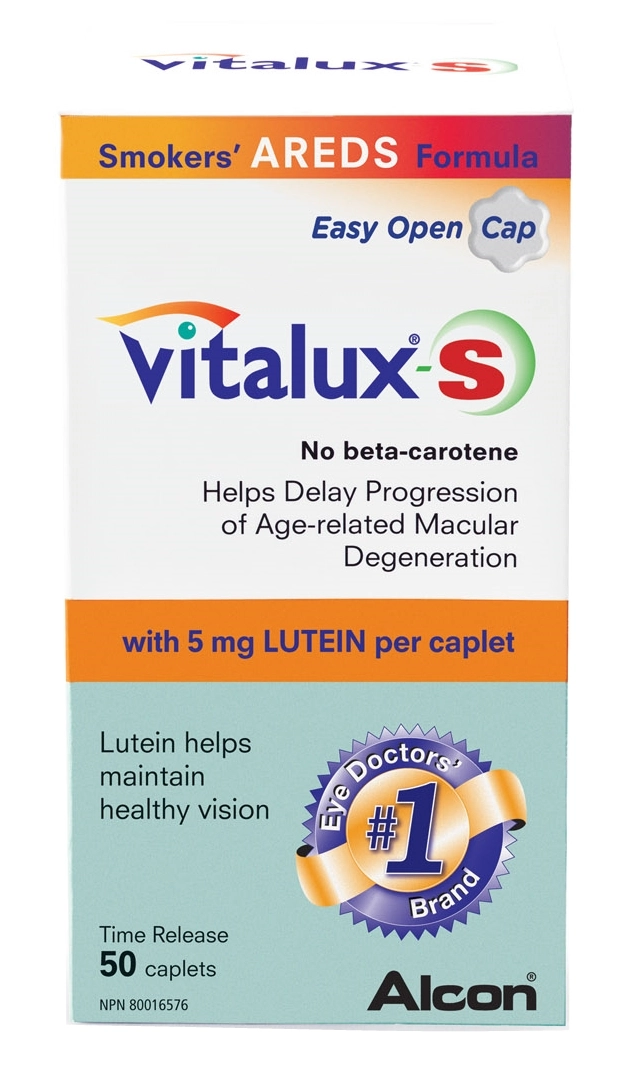 vitalux-S
Smokers' AREDS Formula
Easy Open Cap
vitalux®-S
No beta-carotene
Helps Delay Progression
of Age-related Macular
Degeneration
with 5 mg LUTEIN per caplet
Lutein helps
maintain
healthy vision
Eye Doctors'
#1
Brand
Time Release
50 caplets
NPN 80016576
Alcon®